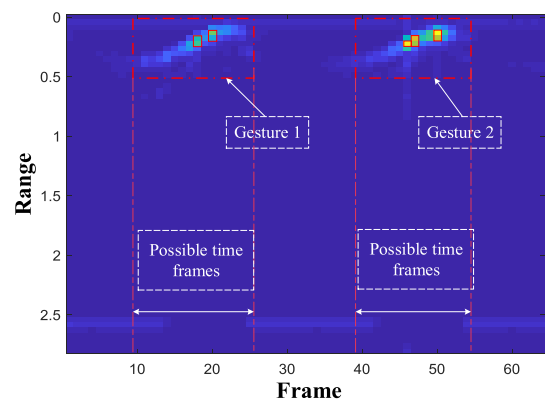 0
0.5
1
1.5
2
2.5
Range
Gesture 1
Gesture 2
Possible time
frames
Possible time
frames
10
20
30
40
50
60
Frame